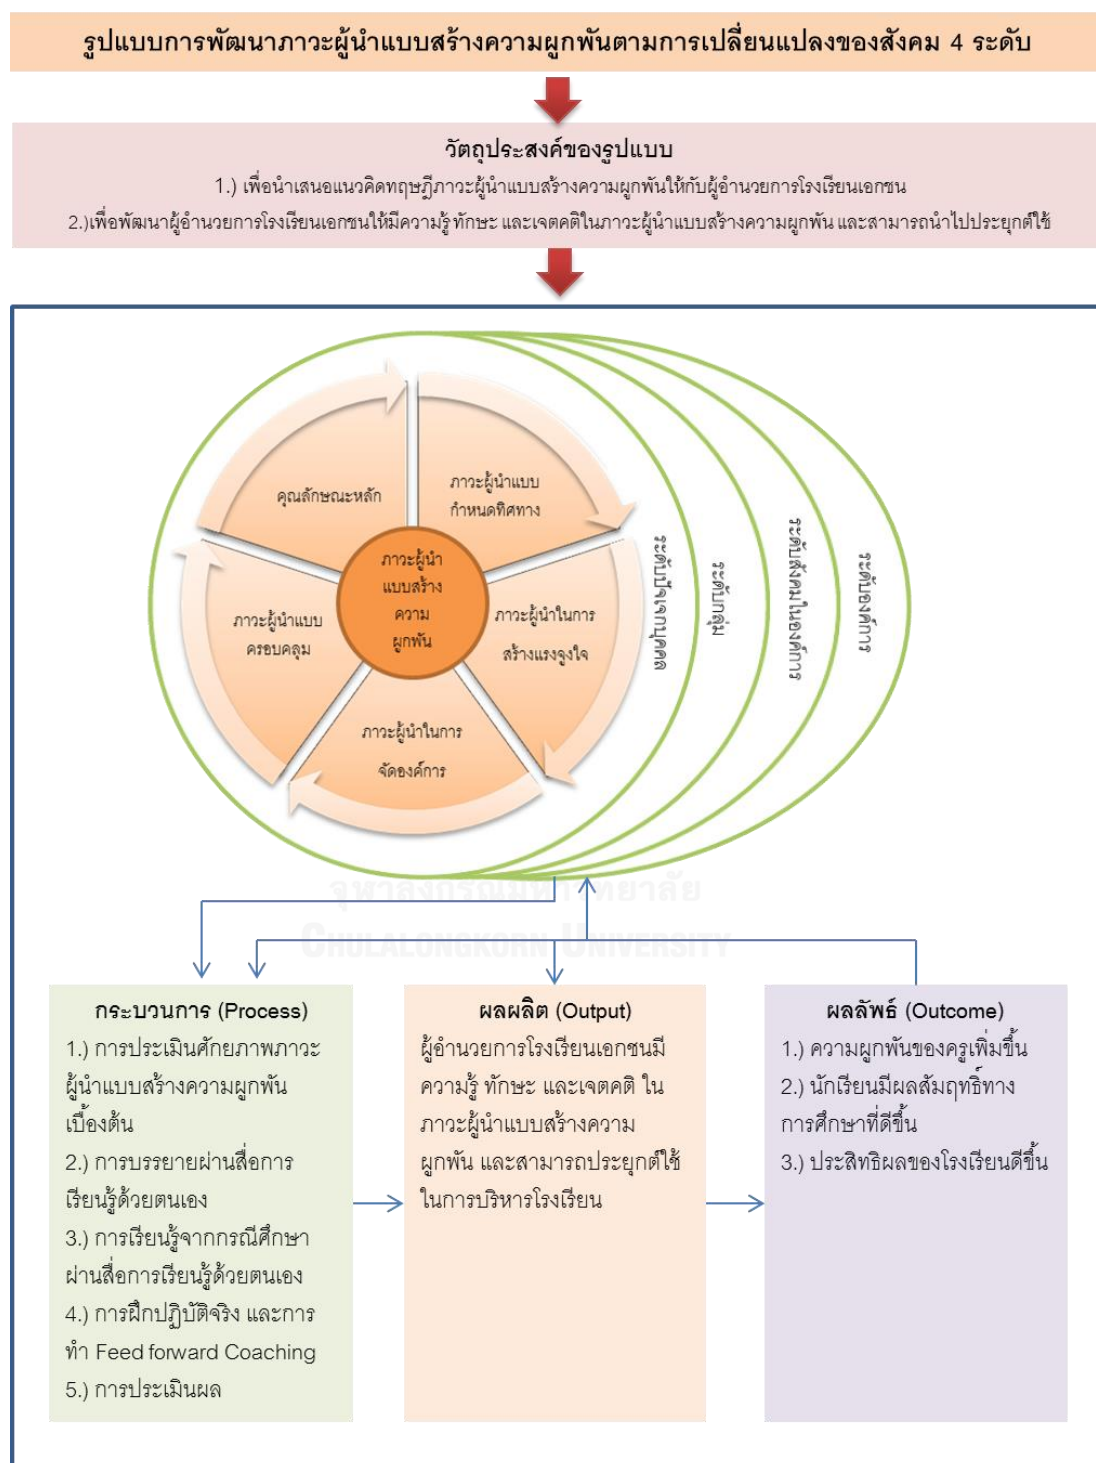 รูปแบบการพัฒนาภาวะผู้นำแบบสร้างความผูกพันตามการเปลี่ยนแปลงของสังคม 4 ระดับ
วัตถุประสงค์ของรูปแบบ
1.) เพื่อนำเสนอแนวคิดทฤษฎีภาวะผู้นำแบบสร้างความผูกพันให้กับผู้อำนวยการโรงเรียนเอกชน
2.)เพื่อพัฒนาผู้อำนวยการโรงเรียนเอกชนให้มีความรู้ ทักษะ และเจตคติในภาวะผู้นำแบบสร้างความผูกพัน และสามารถนำไปประยุกต์ใช้
คุณลักษณะหลัก
ภาวะผู้นำแบบ
กำหนดทิศทาง
ภาวะผู้นำ
แบบสร้าง
ความ
ผูกพัน
ภาวะผู้นำแบบ
ครอบคลุม
ภาวะผู้นำในการ
สร้างแรงจูงใจ
ภาวะผู้นำในการ
จัดองค์การ
ระดับปัจเจกบุคคล
ระดับกลุ่ม
ระดับสังคมในองค์การ
ระดับองค์การ
จุฬาลงกรณ์มหาวิทยาลัย
CHULALONGKORN UNIVERSITY
กระบวนการ (Process)
1.) การประเมินศักยภาพภาวะ
ผู้นำแบบสร้างความผูกพัน
เบื้องต้น
2.) การบรรยายผ่านสื่อการ
เรียนรู้ด้วยตนเอง
3.) การเรียนรู้จากกรณีศึกษา
ผ่านสื่อการเรียนรู้ด้วยตนเอง
4.) การฝึกปฏิบัติจริง และการ
ทำ Feed forward Coaching
5.) การประเมินผล
ผลผลิต (Output)
ผู้อำนวยการโรงเรียนเอกชนมี
ความรู้ ทักษะ และเจตคติ ใน
ภาวะผู้นำแบบสร้างความ
ผูกพัน และสามารถประยุกต์ใช้
ในการบริหารโรงเรียน
ผลลัพธ์ (Outcome)
1.) ความผูกพันของครูเพิ่มขึ้น
2.) นักเรียนมีผลสัมฤทธิ์ทาง
การศึกษาที่ดีขึ้น
3.) ประสิทธิผลของโรงเรียนดีขึ้น